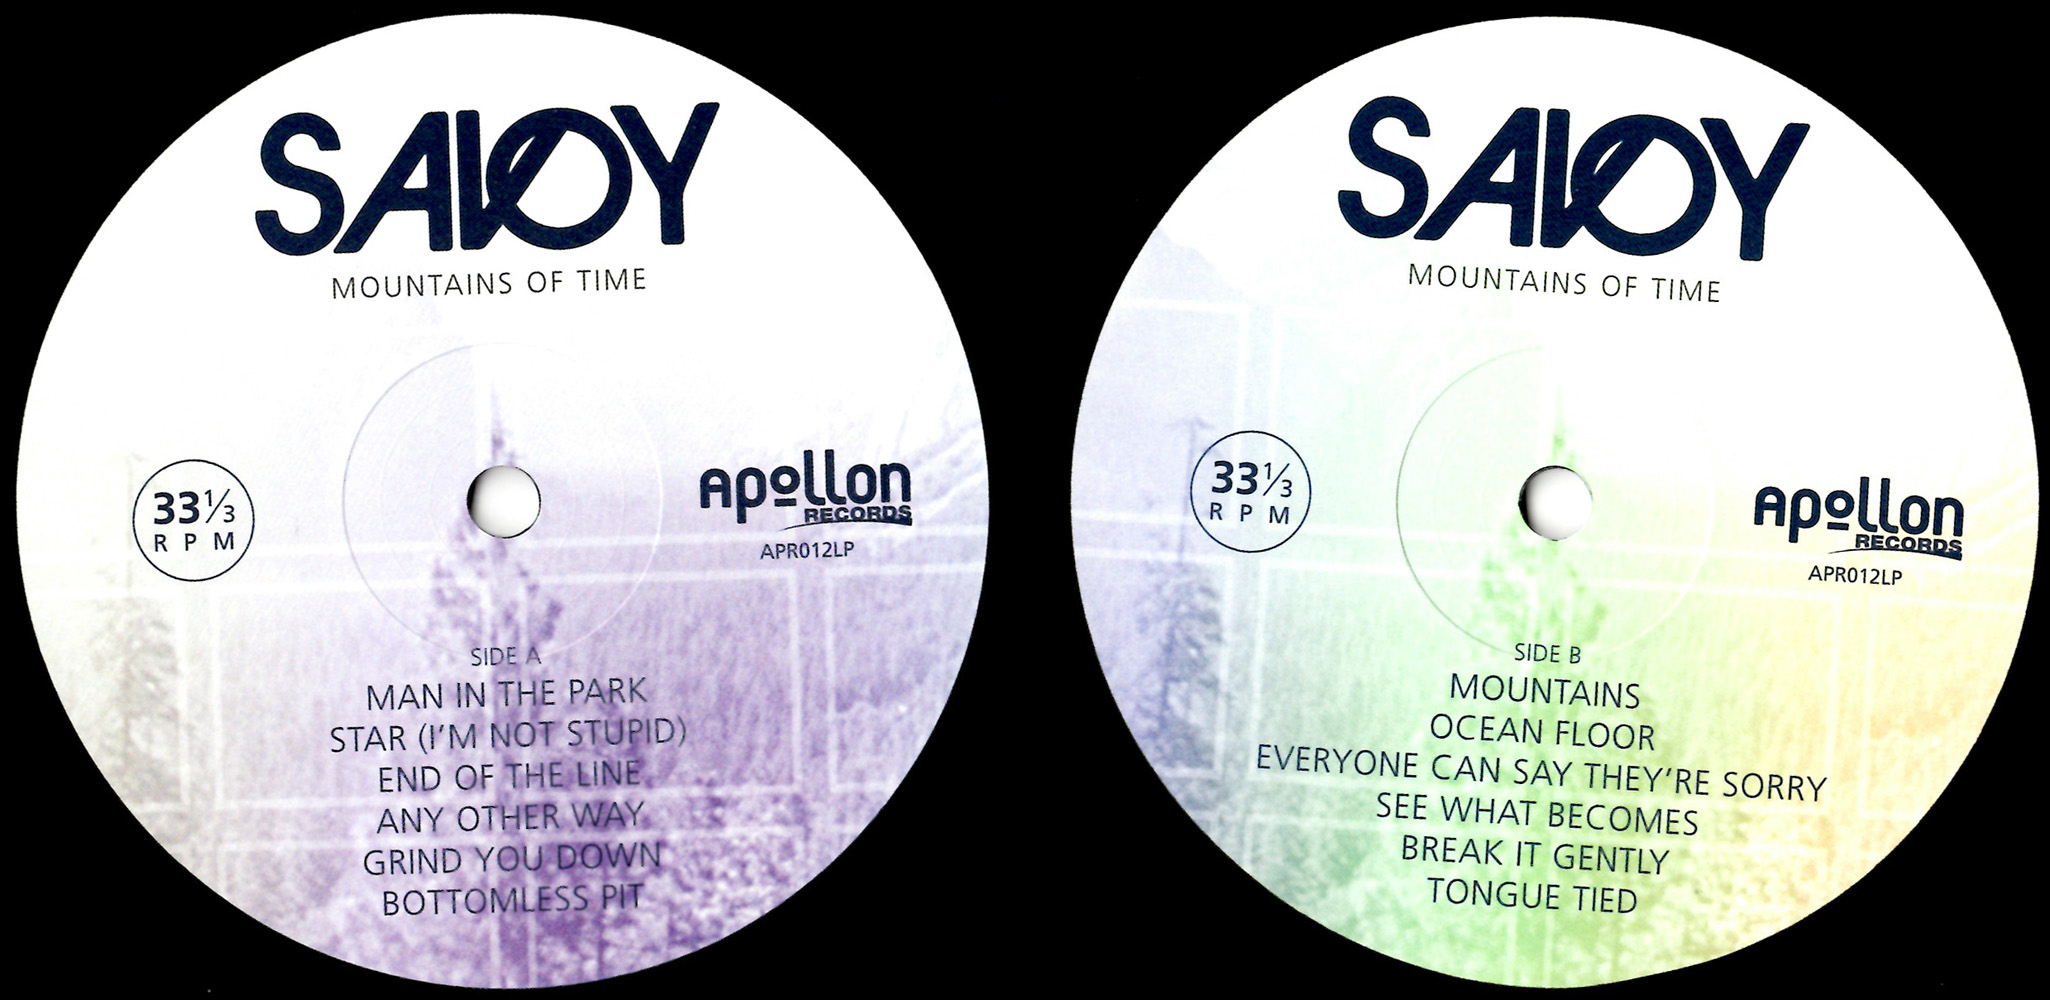 SAVOY
MOUNTAINS OF TIME
33⅓
RPM
Apollon
RECORDS
APR012LP
SIDE A
MAN IN THE PARK
STAR (I'M NOT STUPID)
END OF THE LINE
ANY OTHER WAY
GRIND YOU DOWN
BOTTOMLESS PIT
SAVOY
MOUNTAINS OF TIME
33⅓
RPM
Apollon
RECORDS
APR012LP
SIDE B
MOUNTAINS
OCEAN FLOOR
EVERYONE CAN SAY THEY'RE SORRY
SEE WHAT BECOMES
BREAK IT GENTLY
TONGUE TIED